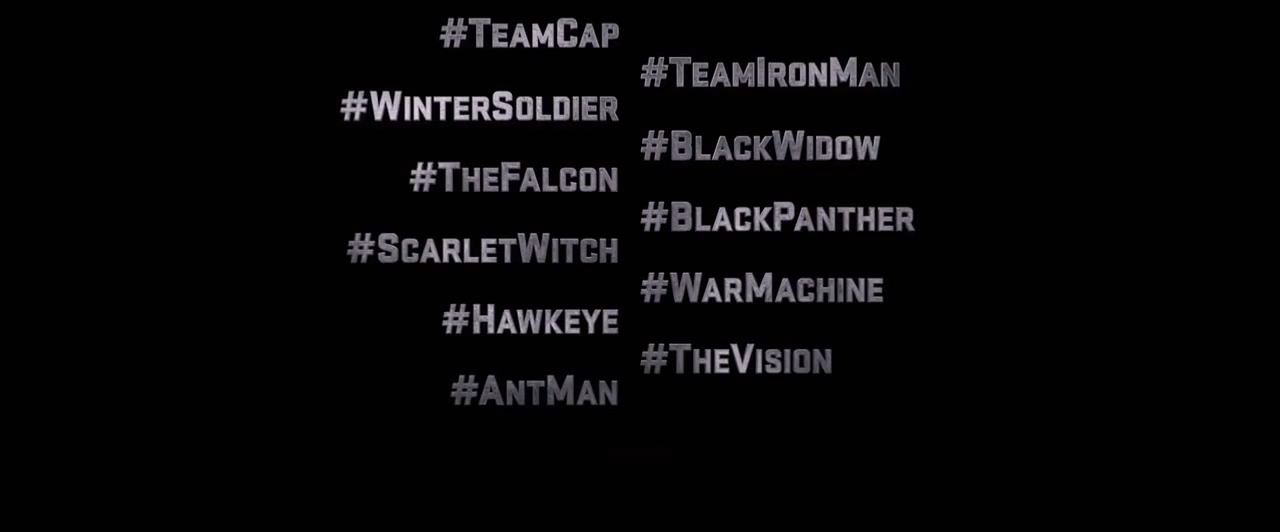 #TeamCap
#TeamIronMan
#WinterSoldier
#BlackWidow
#TheFalcon
#BlackPanther
#ScarletWitch
#WarMachine
#Hawkeye
#TheVision
#AntMan